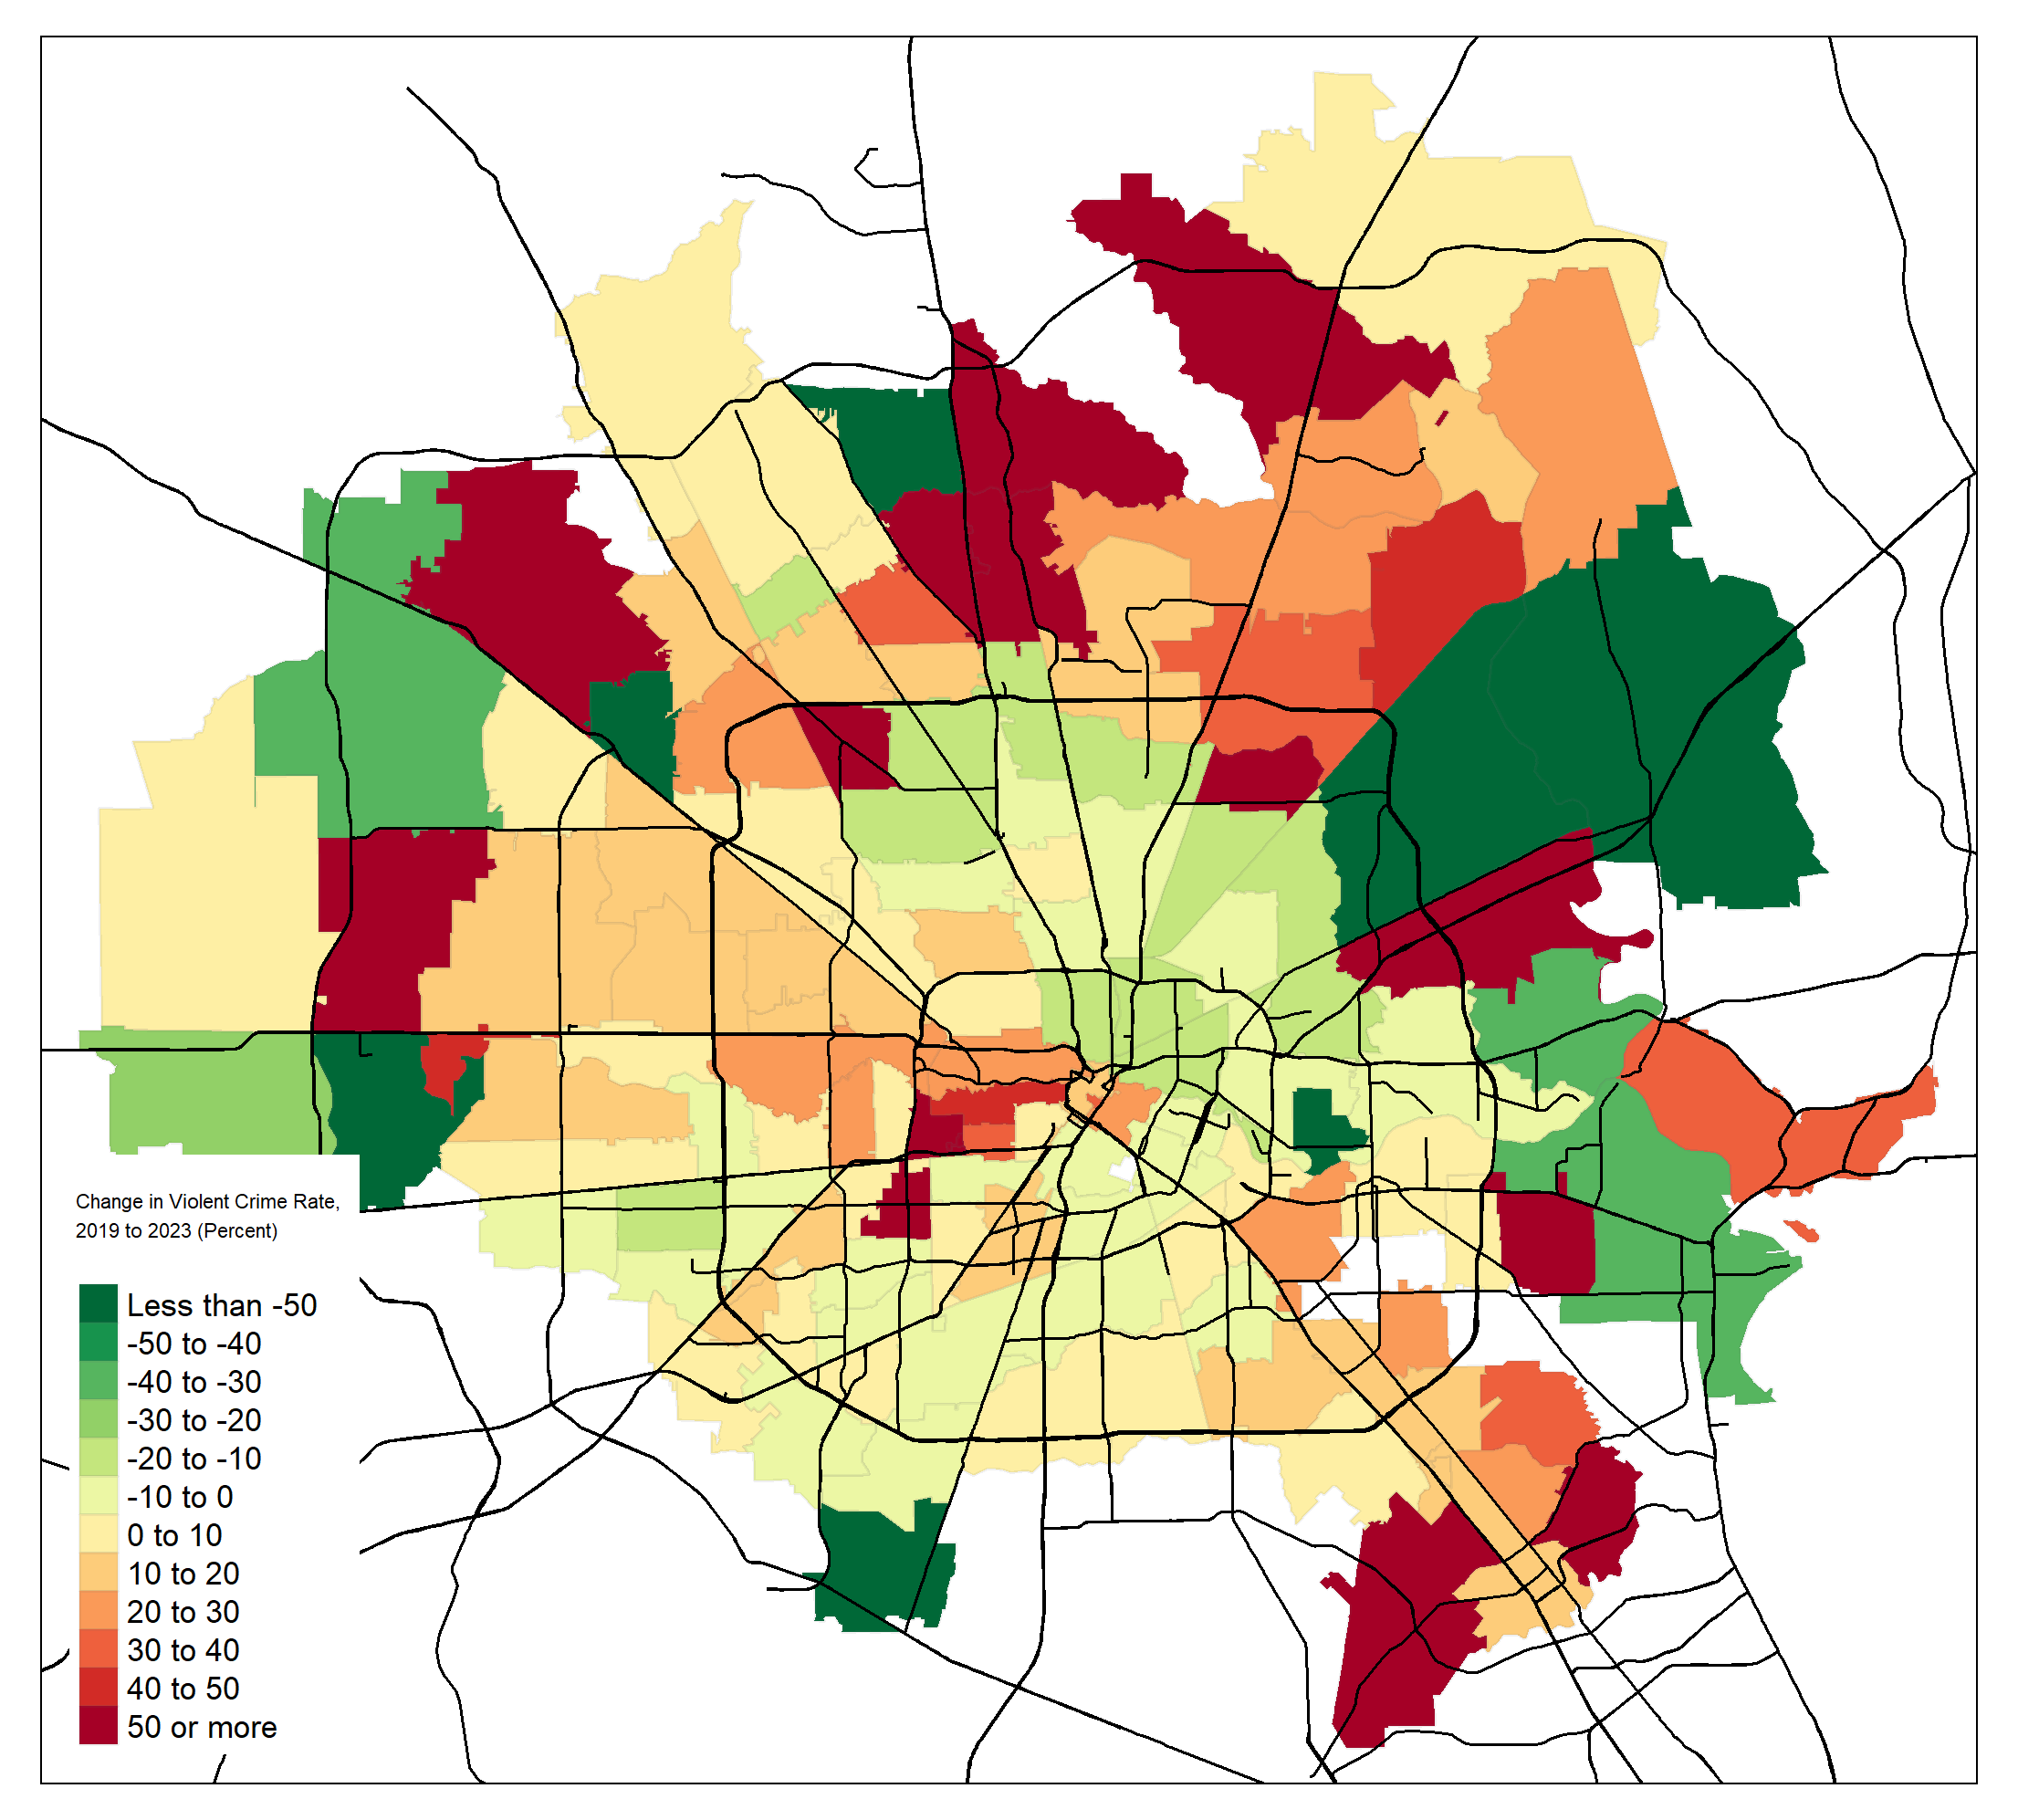 Change in Violent Crime Rate,
2019 to 2023 (Percent)
Less than -50
-50 to -40
-40 to -30
-30 to -20
-20 to -10
-10 to 0
0 to 10
10 to 20
20 to 30
30 to 40
40 to 50
50 or more